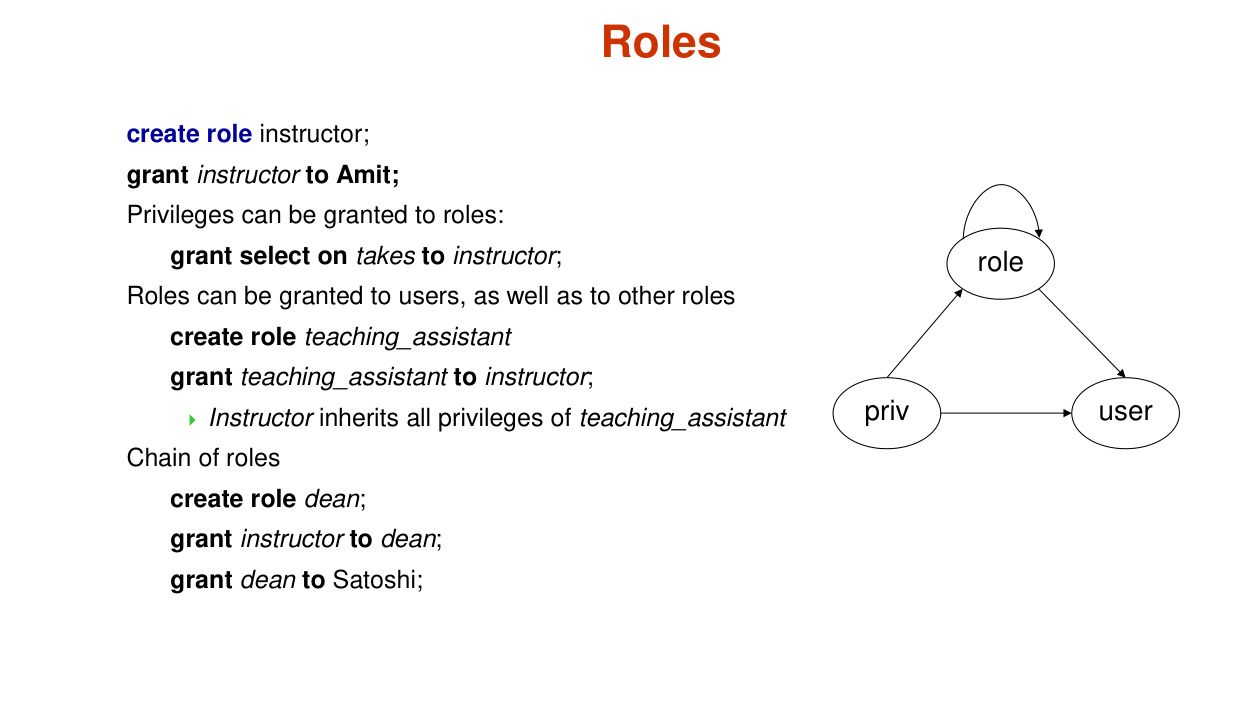 Roles
create role instructor;
grant instructor to Amit;
Privileges can be granted to roles:
grant select on takes to instructor;
Roles can be granted to users, as well as to other roles
create role teaching_assistant
grant teaching_assistant to instructor;
Instructor inherits all privileges of teaching_assistant
Chain of roles
create role dean;
grant instructor to dean;
grant dean to Satoshi;
role
priv
user